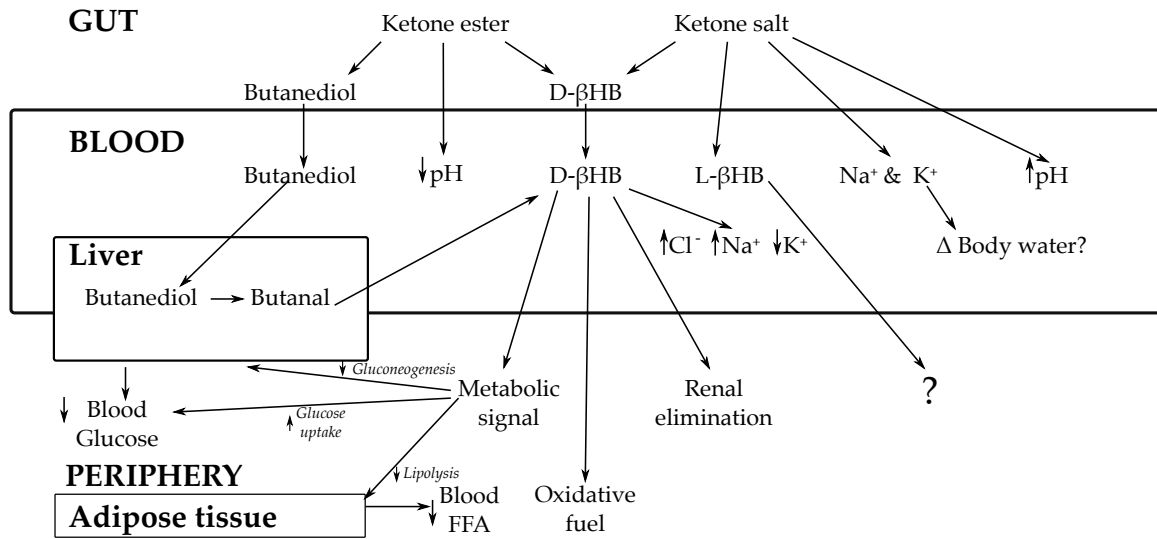 GUT
Ketone ester
Ketone salt
Butanediol
D-βHB
BLOOD
Butanediol
↓pH
D-βHB
L-βHB
Na⁺ & K⁺
↑pH
↑Cl⁻ ↑Na⁺ ↓K⁺
Δ Body water?
Liver
Butanediol
Butanal
↓ Gluconeogenesis
Metabolic
signal
Renal
elimination
?
↓ Blood
Glucose
↑ Glucose
uptake
PERIPHERY
↓ Lipolysis
Adipose tissue
↓ Blood
FFA
Oxidative
fuel